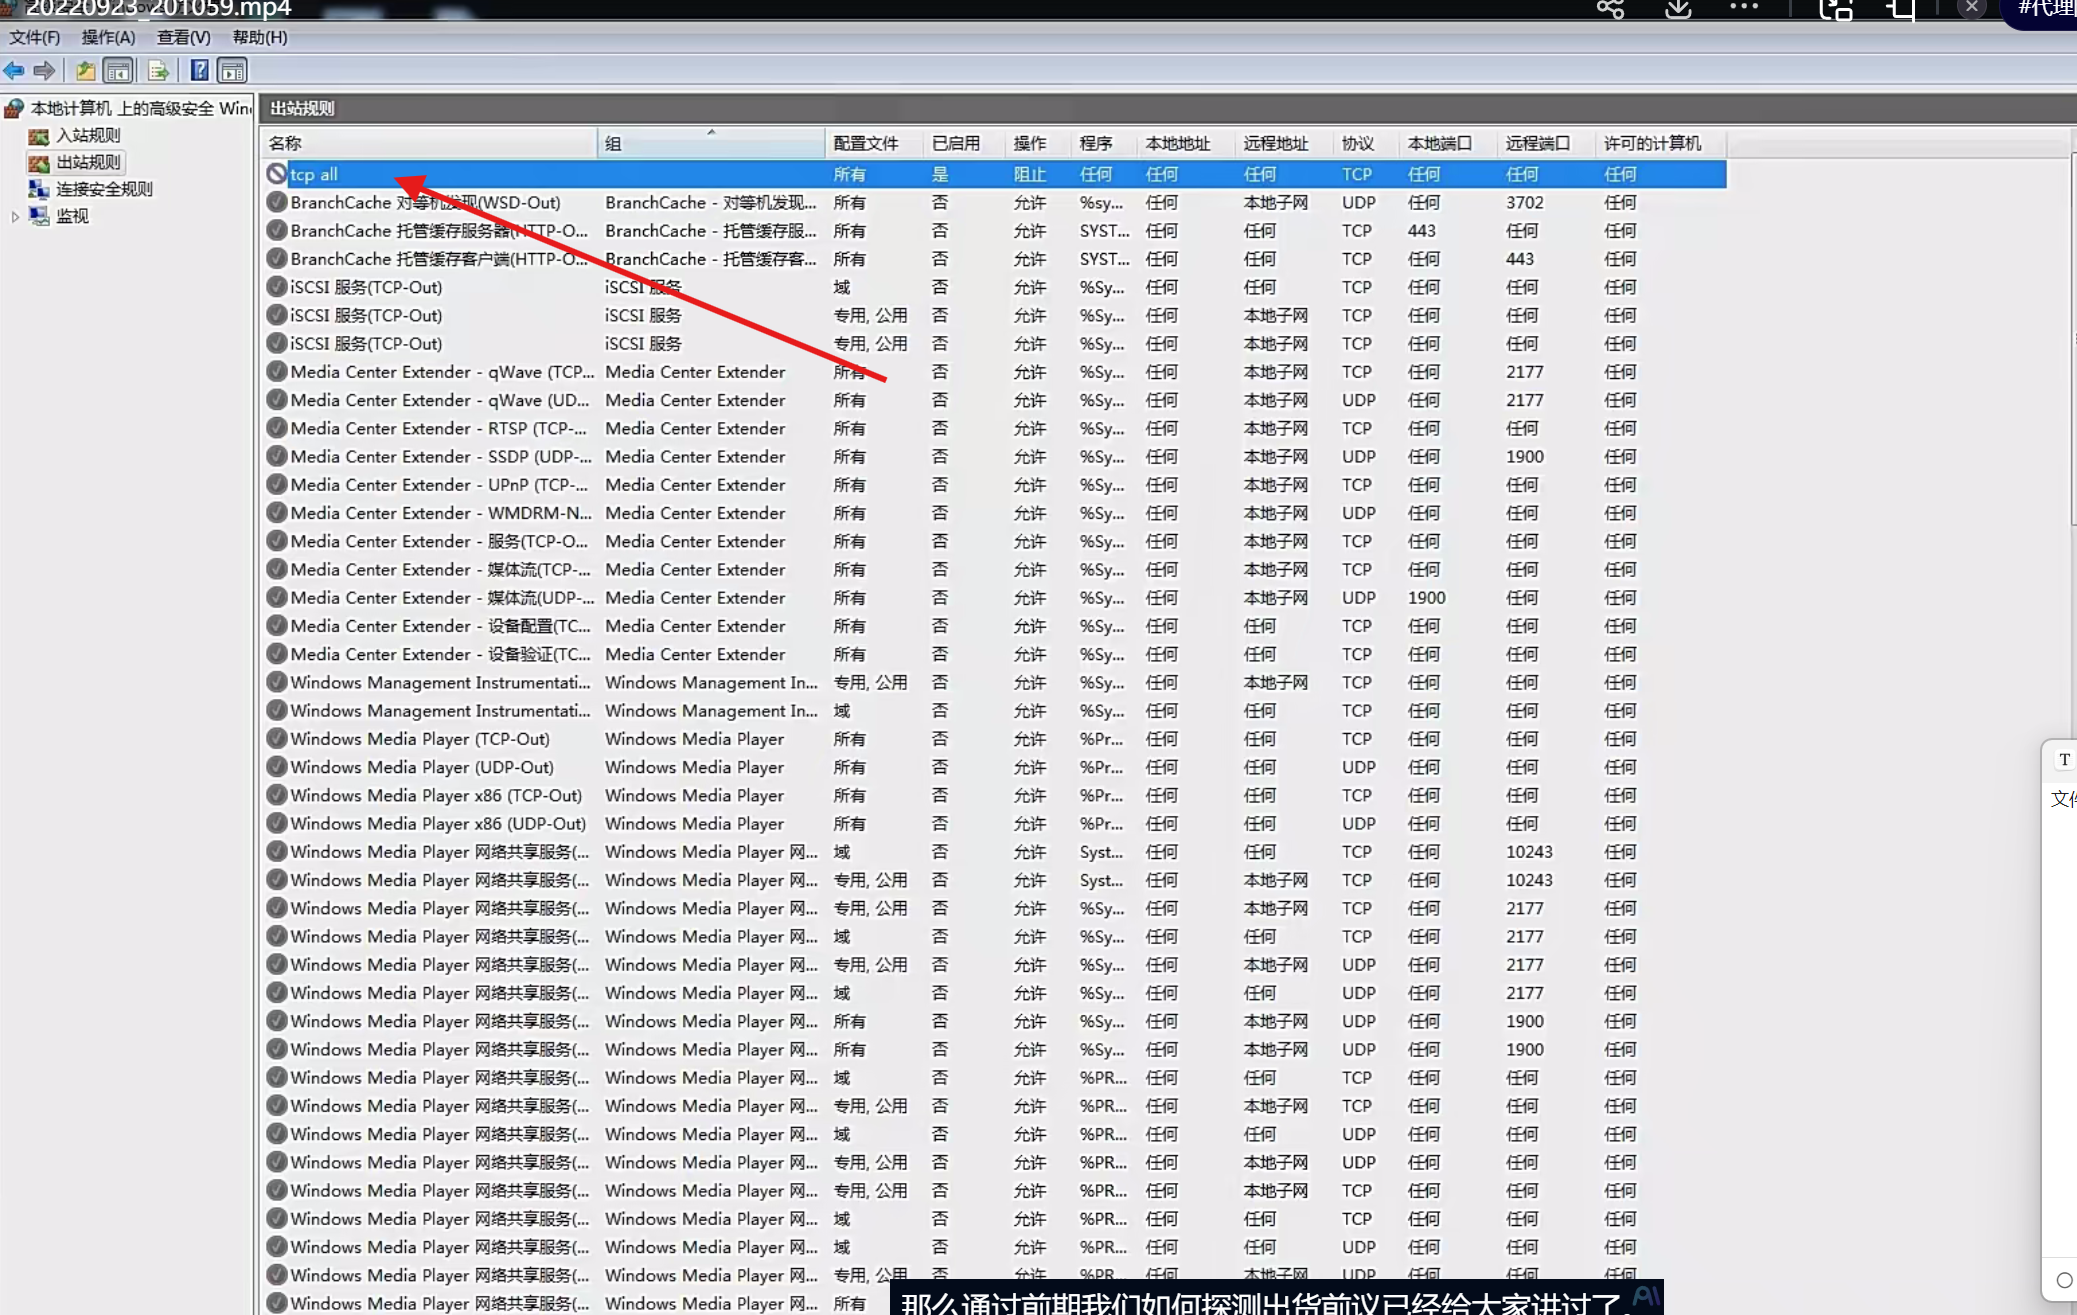 20220923_201059.mp4
#代理
文件(F) 操作(A) 查看(V) 帮助(H)
本地计算机 上的高级安全 Win
入站规则
出站规则
连接安全规则
监视
出站规则
名称 组 配置文件 已启用 操作 程序 本地地址 远程地址 协议 本地端口 远程端口 许可的计算机
tcp all 所有 是 阻止 任何 任何 任何 TCP 任何 任何 任何
BranchCache 对等机发现(WSD-Out) BranchCache - 对等机发现... 所有 否 允许 %sy... 任何 本地子网 UDP 任何 3702 任何
BranchCache 托管缓存服务器(HTTP-O... BranchCache - 托管缓存服... 所有 否 允许 SYST... 任何 任何 TCP 443 任何 任何
BranchCache 托管缓存客户端(HTTP-O... BranchCache - 托管缓存客... 所有 否 允许 SYST... 任何 任何 TCP 任何 443 任何
iSCSI 服务(TCP-Out) iSCSI 服务 域 否 允许 %Sy... 任何 任何 TCP 任何 任何 任何
iSCSI 服务(TCP-Out) iSCSI 服务 专用, 公用 否 允许 %Sy... 任何 本地子网 TCP 任何 任何 任何
iSCSI 服务(TCP-Out) iSCSI 服务 专用, 公用 否 允许 %Sy... 任何 本地子网 TCP 任何 任何 任何
Media Center Extender - qWave (TCP... Media Center Extender 所有 否 允许 %Sy... 任何 本地子网 TCP 任何 2177 任何
Media Center Extender - qWave (UD... Media Center Extender 所有 否 允许 %Sy... 任何 本地子网 UDP 任何 2177 任何
Media Center Extender - RTSP (TCP-... Media Center Extender 所有 否 允许 %Sy... 任何 本地子网 TCP 任何 任何 任何
Media Center Extender - SSDP (UDP-... Media Center Extender 所有 否 允许 %Sy... 任何 本地子网 UDP 任何 1900 任何
Media Center Extender - UPnP (TCP-... Media Center Extender 所有 否 允许 %Sy... 任何 本地子网 TCP 任何 任何 任何
Media Center Extender - WMDRM-N... Media Center Extender 所有 否 允许 %Sy... 任何 本地子网 UDP 任何 任何 任何
Media Center Extender - 服务(TCP-O... Media Center Extender 所有 否 允许 %Sy... 任何 本地子网 TCP 任何 任何 任何
Media Center Extender - 媒体流(TCP-... Media Center Extender 所有 否 允许 %Sy... 任何 本地子网 TCP 任何 任何 任何
Media Center Extender - 媒体流(UDP-... Media Center Extender 所有 否 允许 %Sy... 任何 本地子网 UDP 1900 任何 任何
Media Center Extender - 设备配置(TC... Media Center Extender 所有 否 允许 %Sy... 任何 任何 TCP 任何 任何 任何
Media Center Extender - 设备验证(TC... Media Center Extender 所有 否 允许 %Sy... 任何 任何 TCP 任何 任何 任何
Windows Management Instrumentati... Windows Management In... 专用, 公用 否 允许 %Sy... 任何 本地子网 TCP 任何 任何 任何
Windows Management Instrumentati... Windows Management In... 域 否 允许 %Sy... 任何 任何 TCP 任何 任何 任何
Windows Media Player (TCP-Out) Windows Media Player 所有 否 允许 %Pr... 任何 任何 TCP 任何 任何 任何
Windows Media Player (UDP-Out) Windows Media Player 所有 否 允许 %Pr... 任何 任何 UDP 任何 任何 任何
Windows Media Player x86 (TCP-Out) Windows Media Player 所有 否 允许 %Pr... 任何 任何 TCP 任何 任何 任何
Windows Media Player x86 (UDP-Out) Windows Media Player 所有 否 允许 %Pr... 任何 任何 UDP 任何 任何 任何
Windows Media Player 网络共享服务(... Windows Media Player 网... 域 否 允许 Syst... 任何 任何 TCP 任何 10243 任何
Windows Media Player 网络共享服务(... Windows Media Player 网... 专用, 公用 否 允许 Syst... 任何 本地子网 TCP 任何 10243 任何
Windows Media Player 网络共享服务(... Windows Media Player 网... 专用, 公用 否 允许 %Sy... 任何 本地子网 TCP 任何 2177 任何
Windows Media Player 网络共享服务(... Windows Media Player 网... 域 否 允许 %Sy... 任何 任何 TCP 任何 2177 任何
Windows Media Player 网络共享服务(... Windows Media Player 网... 专用, 公用 否 允许 %Sy... 任何 本地子网 UDP 任何 2177 任何
Windows Media Player 网络共享服务(... Windows Media Player 网... 域 否 允许 %Sy... 任何 任何 UDP 任何 2177 任何
Windows Media Player 网络共享服务(... Windows Media Player 网... 所有 否 允许 %Sy... 任何 本地子网 UDP 任何 1900 任何
Windows Media Player 网络共享服务(... Windows Media Player 网... 所有 否 允许 %Sy... 任何 本地子网 UDP 任何 1900 任何
Windows Media Player 网络共享服务(... Windows Media Player 网... 域 否 允许 %PR... 任何 任何 TCP 任何 任何 任何
Windows Media Player 网络共享服务(... Windows Media Player 网... 专用, 公用 否 允许 %PR... 任何 本地子网 TCP 任何 任何 任何
Windows Media Player 网络共享服务(... Windows Media Player 网... 域 否 允许 %PR... 任何 任何 UDP 任何 任何 任何
Windows Media Player 网络共享服务(... Windows Media Player 网... 专用, 公用 否 允许 %PR... 任何 本地子网 UDP 任何 任何 任何
Windows Media Player 网络共享服务(... Windows Media Player 网... 专用, 公用 否 允许 %PR... 任何 本地子网 TCP 任何 任何 任何
Windows Media Player 网络共享服务(... Windows Media Player 网... 域 否 允许 %PR... 任何 任何 TCP 任何 任何 任何
Windows Media Player 网络共享服务(... Windows Media Player 网... 域 否 允许 %PR... 任何 任何 UDP 任何 任何 任何
Windows Media Player 网络共享服务(... Windows Media Player 网... 专用, 公用 否 允许 %PR... 任何 本地子网 UDP 任何 任何 任何
Windows Media Player 网络共享服务(... Windows Media Player 网... 所有
那么通过前期我们如何探测出货前议已经给大家讲过了。
AI
T
文件